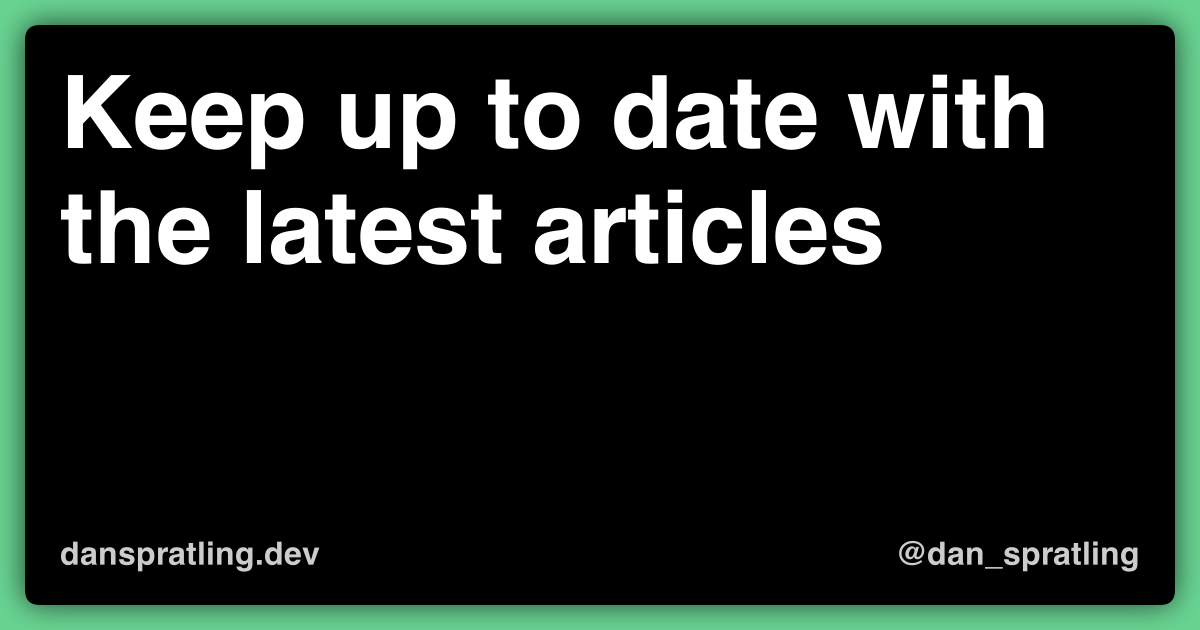 Keep up to date with
the latest articles
danspratling.dev
@dan_spratling